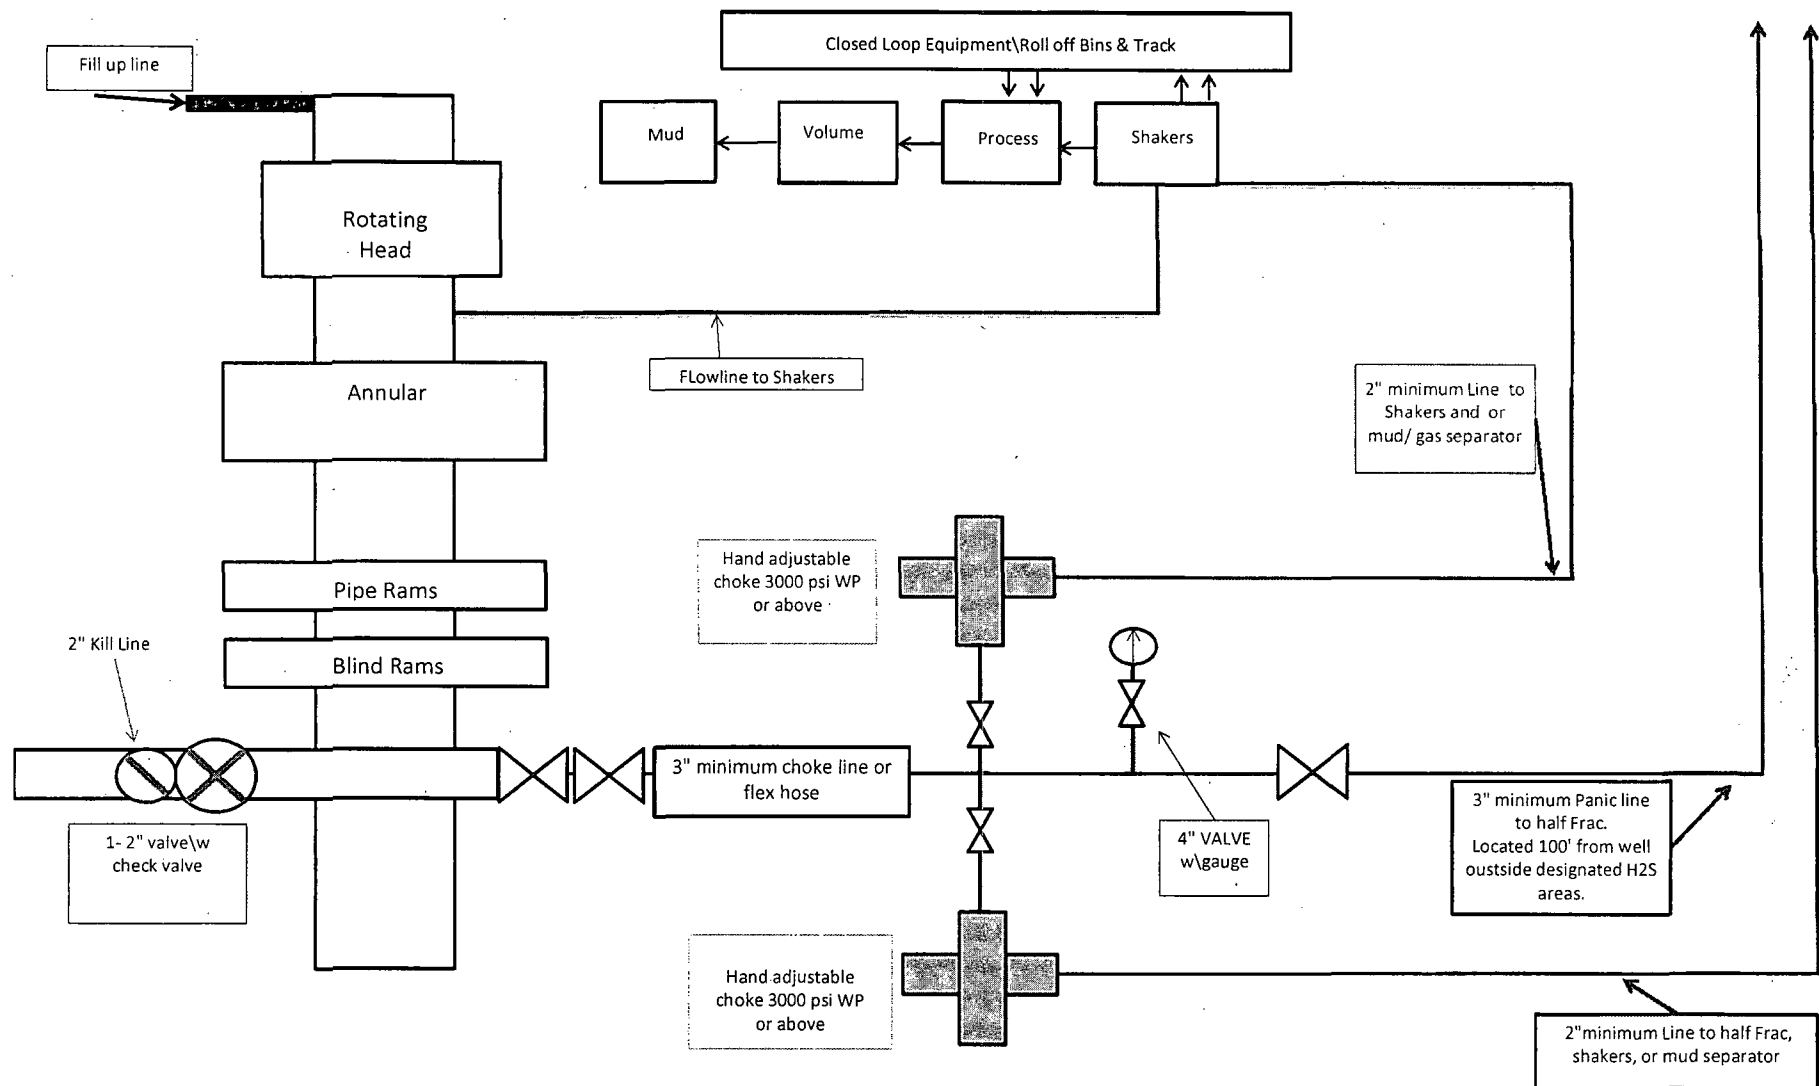 Closed Loop Equipment\Roll off Bins & Track
Fill up line
Mud
Volume
Process
Shakers
Rotating
Head
FLowline to Shakers
Annular
2" minimum Line to
Shakers and or
mud/ gas separator
Hand adjustable
choke 3000 psi WP
or above
Pipe Rams
2" Kill Line
Blind Rams
3" minimum choke line or
flex hose
1- 2" valve\w
check valve
4" VALVE
w\gauge
3" minimum Panic line
to half Frac.
Located 100' from well
oustside designated H2S
areas.
Hand adjustable
choke 3000 psi WP
or above
2"minimum Line to half Frac,
shakers, or mud separator